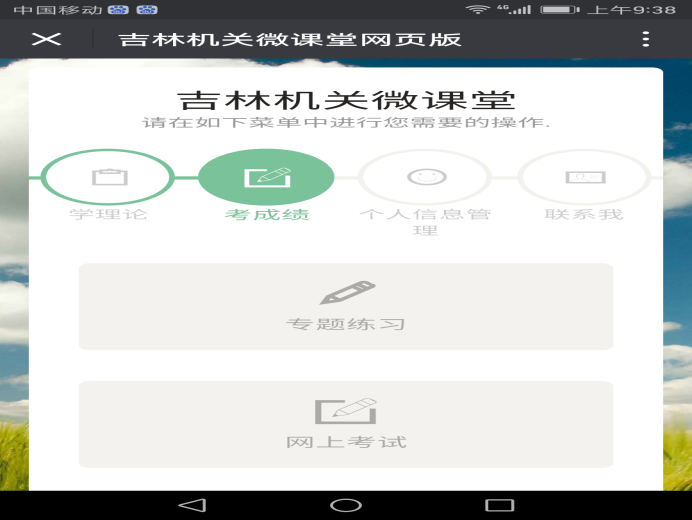 中国移动 4G 上午9:38
吉林机关微课堂网页版
吉林机关微课堂
请在如下菜单中进行您需要的操作.
学理论 考成绩 个人信息管 联系我
理
专题练习
网上考试